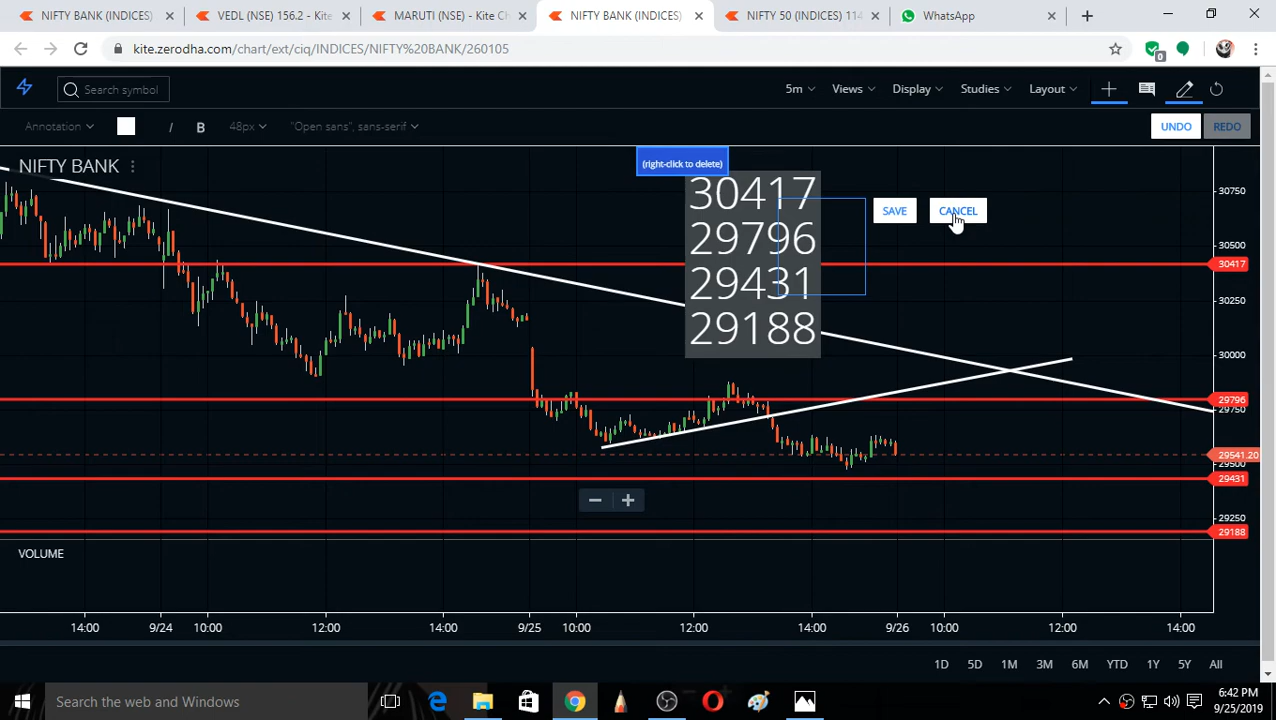 NIFTY BANK (INDICES)
VEDL (NSE) 156.2 - Kite
MARUTI (NSE) - Kite Ch
NIFTY BANK (INDICES)
NIFTY 50 (INDICES) 114
WhatsApp
kite.zerodha.com/chart/ext/ciq/INDICES/NIFTY%20BANK/260105
0
Search symbol
5m
Views
Display
Studies
Layout
Annotation
I
B
48px
"Open sans", sans-serif
UNDO
REDO
NIFTY BANK
(right-click to delete)
30417
29796
29431
29188
SAVE
CANCEL
30750
30500
30417
30250
30000
29796
29750
29541.20
29500
29431
29250
29188
VOLUME
14:00
9/24
10:00
12:00
14:00
9/25
10:00
12:00
14:00
9/26
10:00
12:00
14:00
1D
5D
1M
3M
6M
YTD
1Y
5Y
All
Search the web and Windows
6:42 PM
9/25/2019